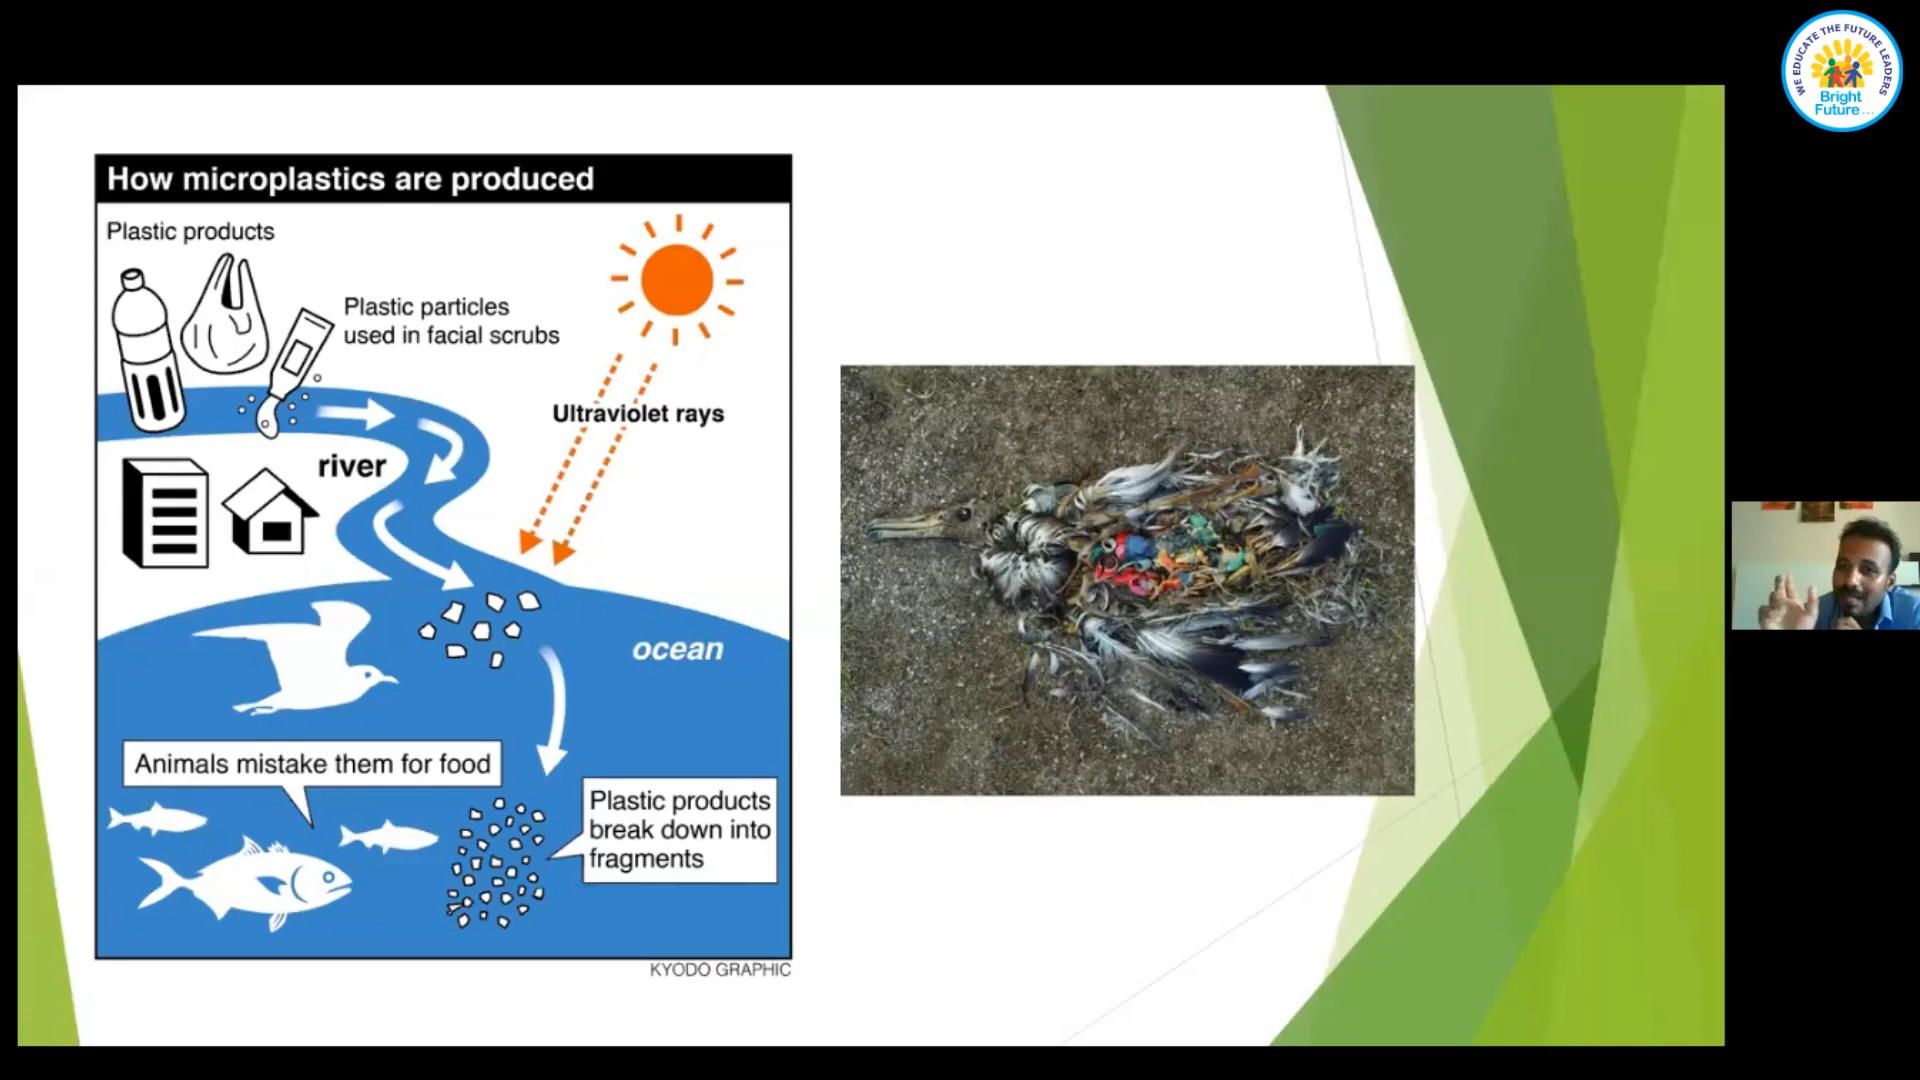 WE EDUCATE THE FUTURE LEADERS
Bright
Future...
How microplastics are produced
Plastic products
Plastic particles
used in facial scrubs
Ultraviolet rays
river
ocean
Animals mistake them for food
Plastic products
break down into
fragments
KYODO GRAPHIC